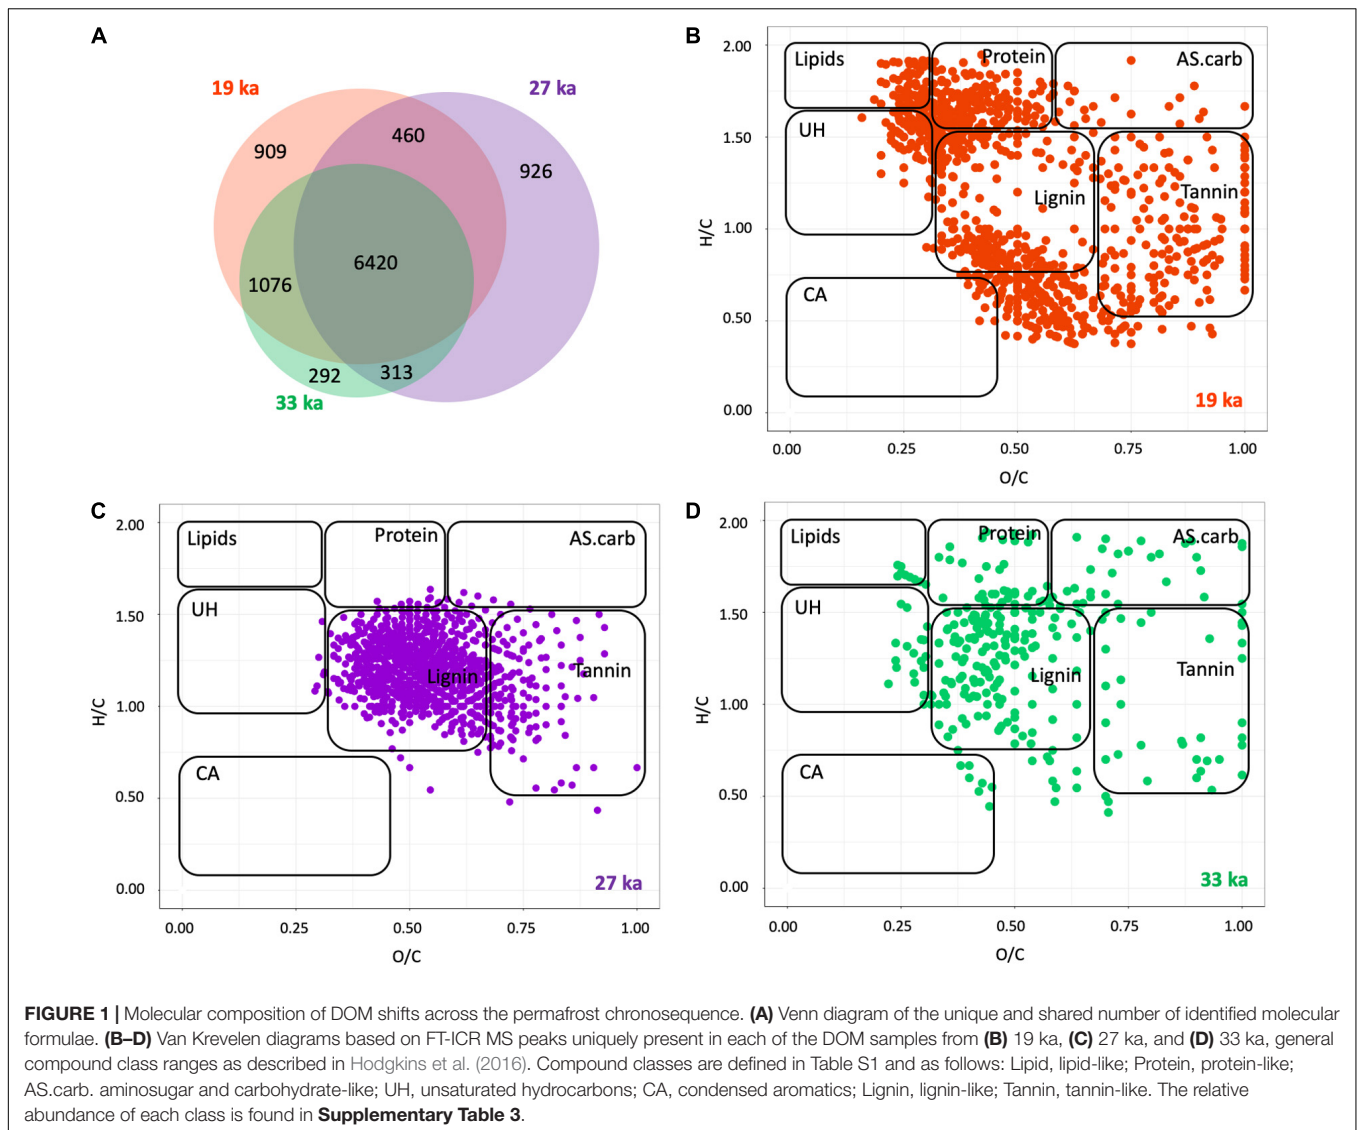 A
19 ka
27 ka
460
909
926
6420
1076
292
313
33 ka
B
2.00
1.50
1.00
0.50
0.00
H/C
Lipids
Protein
AS.carb
UH
Lignin
Tannin
CA
19 ka
0.00
0.25
0.50
0.75
1.00
O/C
C
2.00
1.50
1.00
0.50
0.00
H/C
Lipids
Protein
AS.carb
UH
Lignin
Tannin
CA
27 ka
0.00
0.25
0.50
0.75
1.00
O/C
D
2.00
1.50
1.00
0.50
0.00
H/C
Lipids
Protein
AS.carb
UH
Lignin
Tannin
CA
33 ka
0.00
0.25
0.50
0.75
1.00
O/C
FIGURE 1 | Molecular composition of DOM shifts across the permafrost chronosequence. (A) Venn diagram of the unique and shared number of identified molecular
formulae. (B–D) Van Krevelen diagrams based on FT-ICR MS peaks uniquely present in each of the DOM samples from (B) 19 ka, (C) 27 ka, and (D) 33 ka, general
compound class ranges as described in Hodgkins et al. (2016). Compound classes are defined in Table S1 and as follows: Lipid, lipid-like; Protein, protein-like;
AS.carb. aminosugar and carbohydrate-like; UH, unsaturated hydrocarbons; CA, condensed aromatics; Lignin, lignin-like; Tannin, tannin-like. The relative
abundance of each class is found in Supplementary Table 3.